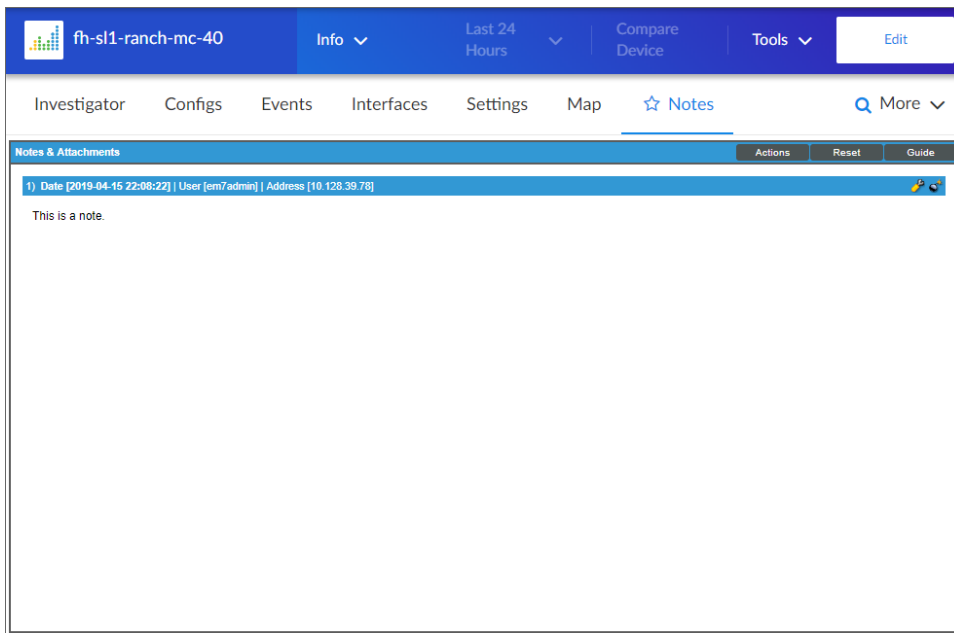 fh-sl1-ranch-mc-40 Info Last 24 Hours Compare Device Tools Edit
Investigator Configs Events Interfaces Settings Map Notes More
Notes & Attachments Actions Reset Guide
1) Date [2019-04-15 22:08:22] | User [em7admin] | Address [10.128.39.78]
This is a note.